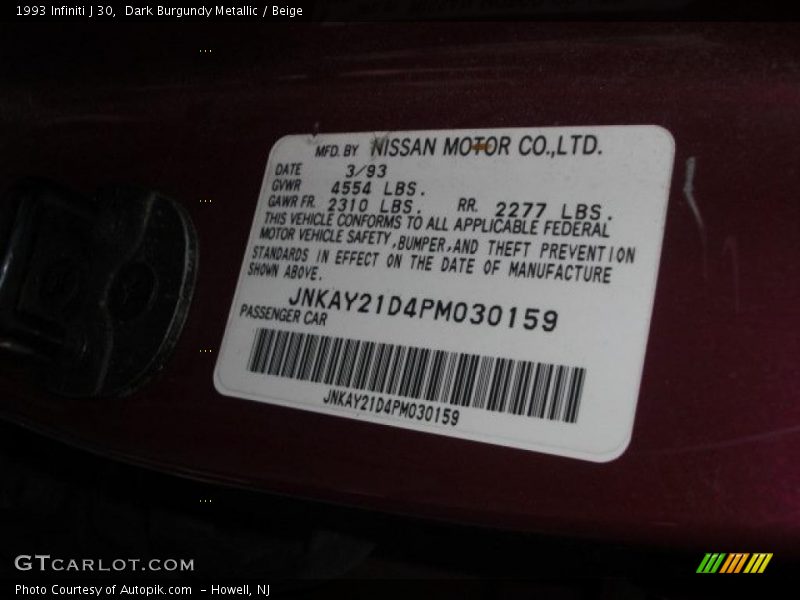 1993 Infiniti J 30,  Dark Burgundy Metallic / Beige
MFD. BY NISSAN MOTOR CO.,LTD.
DATE 3/93
GVWR 4554 LBS.
GAWR FR. 2310 LBS. RR. 2277 LBS.
THIS VEHICLE CONFORMS TO ALL APPLICABLE FEDERAL
MOTOR VEHICLE SAFETY,BUMPER,AND THEFT PREVENTION
STANDARDS IN EFFECT ON THE DATE OF MANUFACTURE
SHOWN ABOVE.
JNKAY21D4PM030159
PASSENGER CAR
JNKAY21D4PM030159
GTCARLOT.COM
Photo Courtesy of Autopik.com  - Howell, NJ